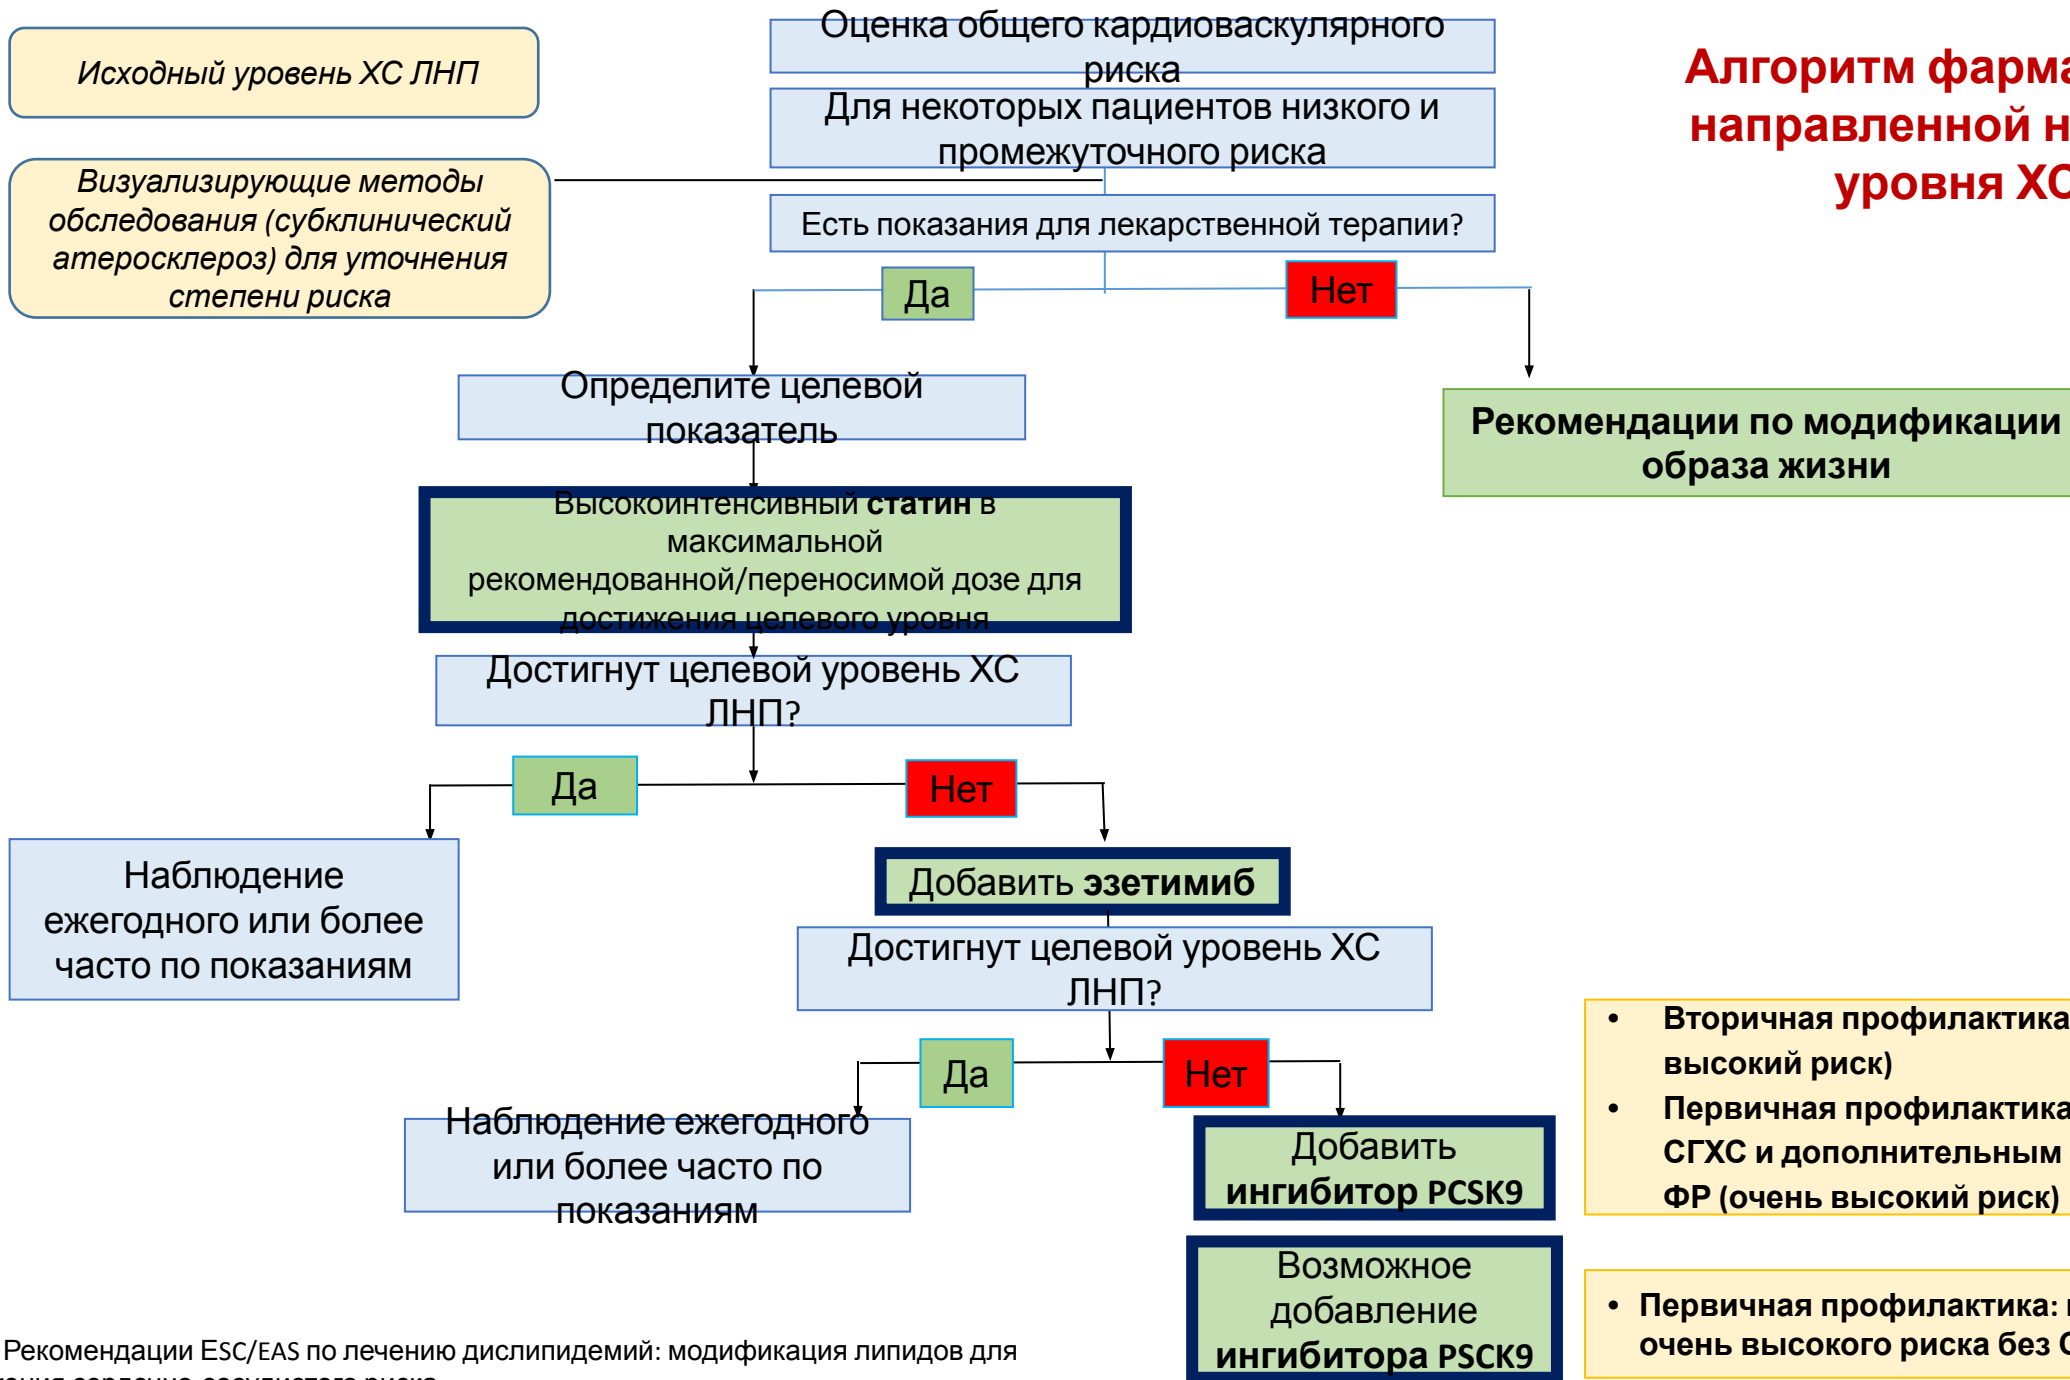 Исходный уровень ХС ЛНП
Оценка общего кардиоваскулярного
риска
Для некоторых пациентов низкого и
промежуточного риска
Алгоритм
направленной
уровня
Визуализирующие методы
обследования (субклинический
атеросклероз) для уточнения
степени риска
Есть показания для лекарственной терапии?
Да
Нет
Определите целевой
показатель
Рекомендации по модификации
образа жизни
Высокоинтенсивный статин в
максимальной
рекомендованной/переносимой дозе для
достижения целевого уровня
Достигнут целевой уровень ХС
ЛНП?
Да
Нет
Наблюдение
ежегодного или более
часто по показаниям
Добавить эзетимиб
Достигнут целевой уровень ХС
ЛНП?
Да
Нет
Наблюдение ежегодного
или более часто по
показаниям
Добавить
ингибитор PCSK9
• Вторичная профилактика
высокий риск)
• Первичная профилактика
СГХС и дополнительным
ФР (очень высокий риск)
Возможное
добавление
ингибитора PSCK9
• Первичная профилактика:
очень высокого риска без
Рекомендации ESC/EAS по лечению дислипидемий: модификация липидов для
сердечно-сосудистого риска